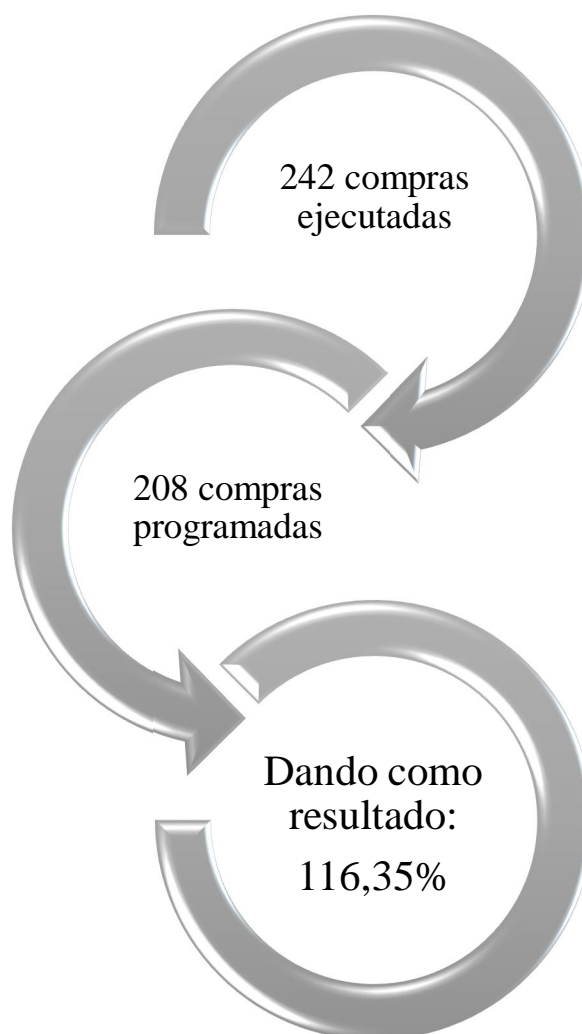 242 compras
ejecutadas
208 compras
programadas
Dando como
resultado:
116,35%